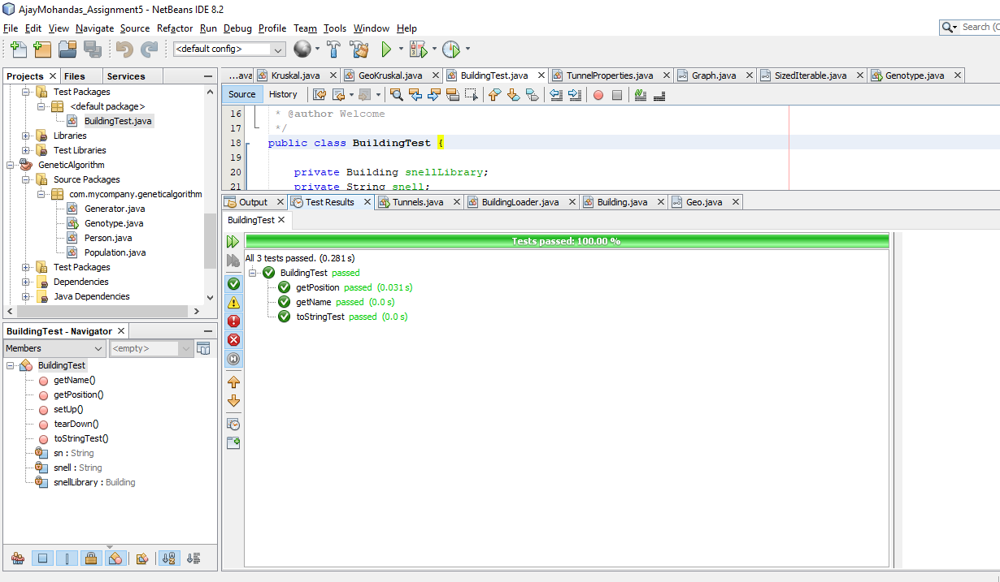 AjayMohandas_Assignment5 - NetBeans IDE 8.2
File Edit View Navigate Source Refactor Run Debug Profile Team Tools Window Help
Search (C
<default config>
Projects Files Services
Test Packages
<default package>
BuildingTest.java
Libraries
Test Libraries
GeneticAlgorithm
Source Packages
com.mycompany.geneticalgorithm
Generator.java
Genotype.java
Person.java
Population.java
Test Packages
Dependencies
Java Dependencies
BuildingTest - Navigator
Members <empty>
BuildingTest
getName()
getPosition()
setUp()
tearDown()
toStringTest()
sn : String
snell : String
snellLibrary : Building
...ava Kruskal.java GeoKruskal.java BuildingTest.java TunnelProperties.java Graph.java SizedIterable.java Genotype.java
Source History
16 * @author Welcome
17 */
18 public class BuildingTest {
19
20 private Building snellLibrary;
21 private String snell;
Output Test Results Tunnels.java BuildingLoader.java Building.java Geo.java
BuildingTest
Tests passed: 100.00 %
All 3 tests passed. (0.281 s)
BuildingTest passed
getPosition passed (0.031 s)
getName passed (0.0 s)
toStringTest passed (0.0 s)